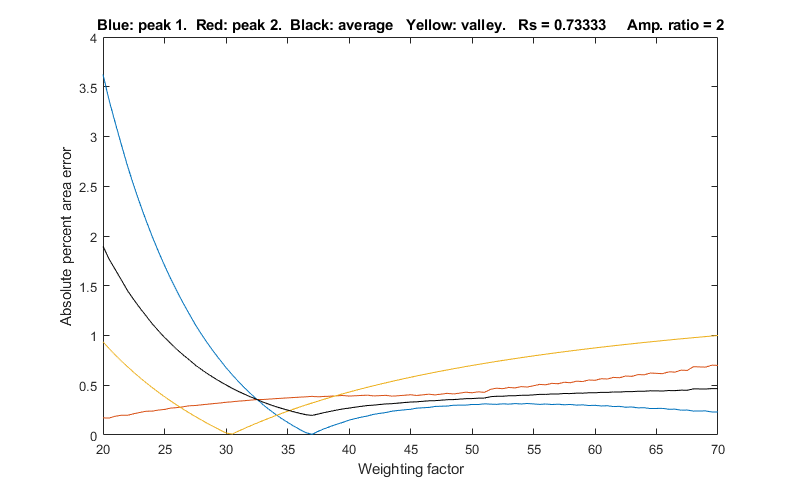 Blue: peak 1.  Red: peak 2.  Black: average   Yellow: valley.   Rs = 0.73333     Amp. ratio = 2
4
3.5
3
2.5
2
1.5
1
0.5
0
Absolute percent area error
20 25 30 35 40 45 50 55 60 65 70
Weighting factor